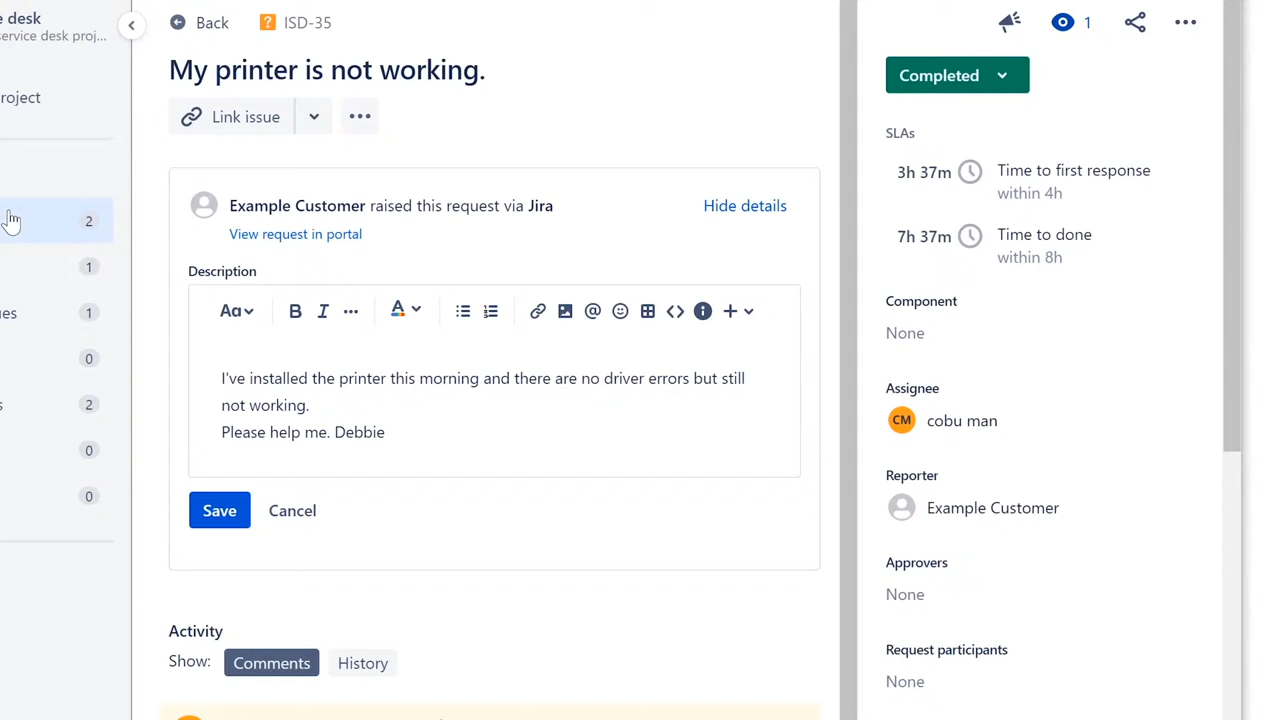 e desk
service desk proj...
roject
2
1
es
1
0
s
2
0
0
Back
ISD-35
My printer is not working.
Link issue
Example Customer raised this request via Jira
Hide details
View request in portal
Description
Aa
B I
A
@
I've installed the printer this morning and there are no driver errors but still
not working.
Please help me. Debbie
Save
Cancel
Activity
Show:
Comments
History
1
Completed
SLAs
3h 37m
Time to first response
within 4h
7h 37m
Time to done
within 8h
Component
None
Assignee
CM
cobu man
Reporter
Example Customer
Approvers
None
Request participants
None